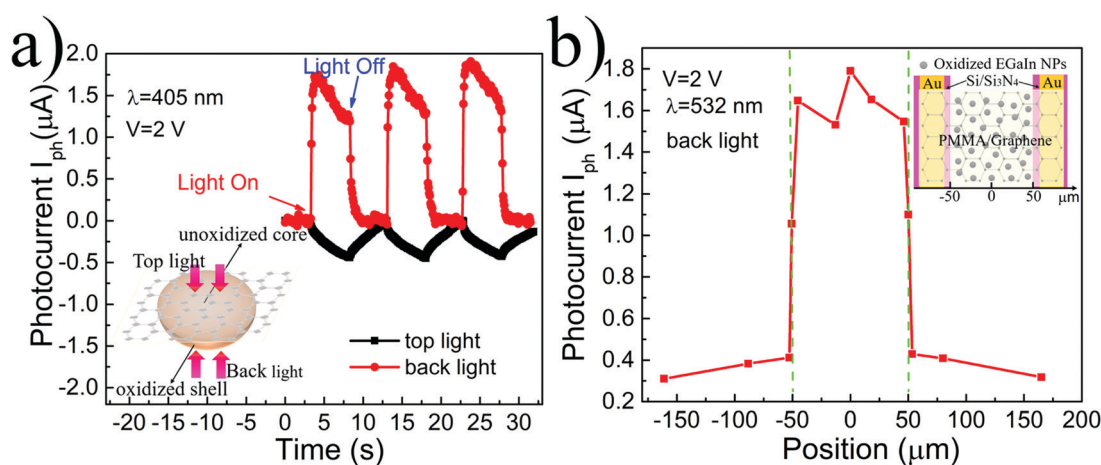 a)
Photocurrent Iph (μA)
2.0
1.5
1.0
0.5
0.0
-0.5
-1.0
-1.5
-2.0
λ=405 nm
V=2 V
Light Off
Light On
unoxidized core
Top light
Back light
oxidized shell
top light
back light
-20 -15 -10 -5 0 5 10 15 20 25 30
Time (s)
b)
Photocurrent Iph (μA)
1.8
1.6
1.4
1.2
1.0
0.8
0.6
0.4
0.2
V=2 V
λ=532 nm
back light
Oxidized EGaIn NPs
Au Si/Si3N4 Au
PMMA/Graphene
-50 0 50 μm
-150 -100 -50 0 50 100 150 200
Position (μm)